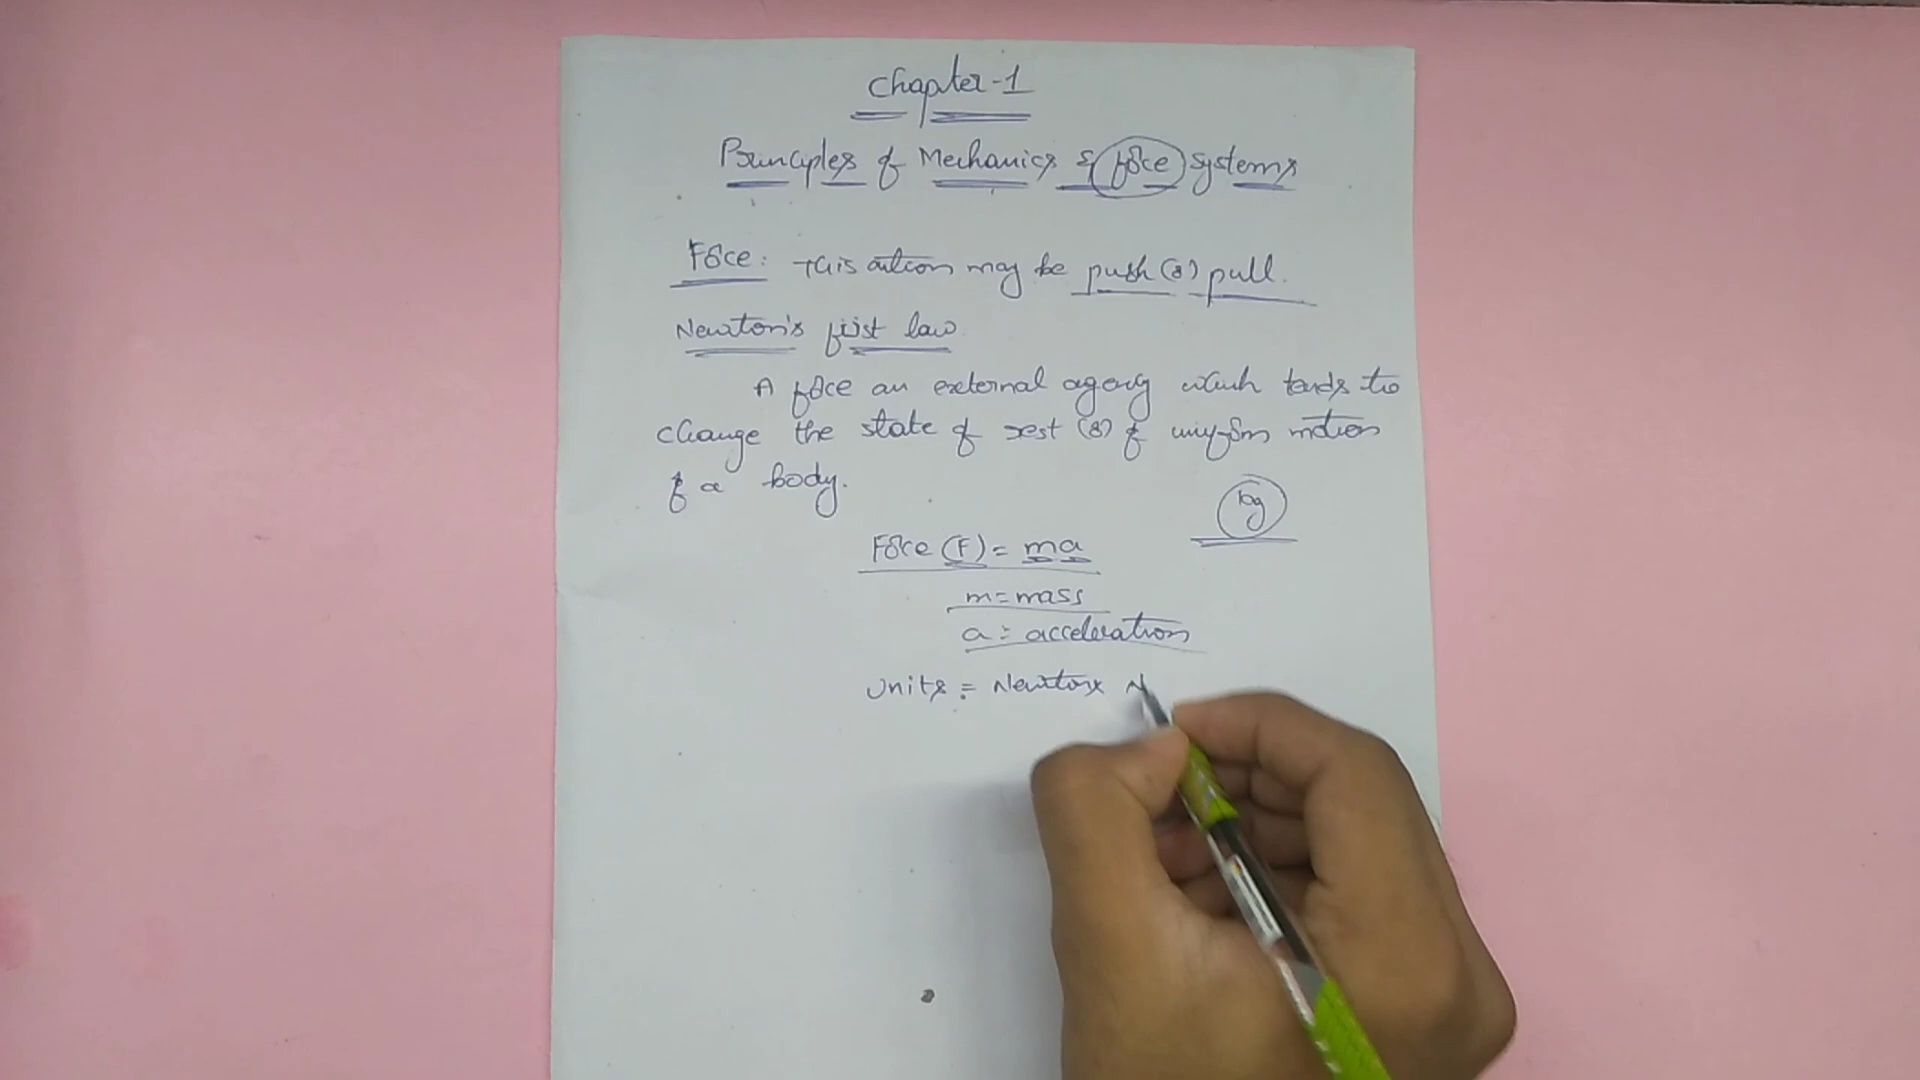 Chapter-1
Principles of Mechanics & force systems
Force: This action may be push (or) pull.
Newton's first law
A force an external agency which tends to
change the state of rest (or) of uniform motion
of a body.
Force (F) = ma
m = mass
a = acceleration
Units = Newtons N